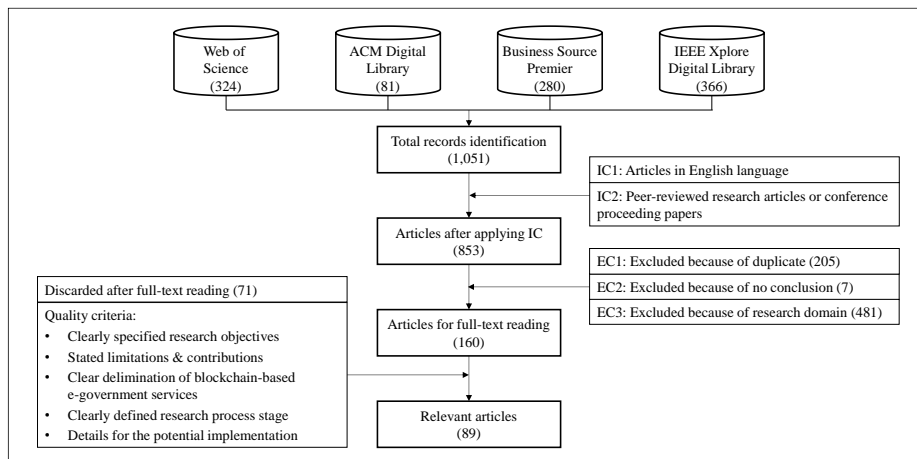 Web of
Science
(324)
ACM Digital
Library
(81)
Business Source
Premier
(280)
IEEE Xplore
Digital Library
(366)
Total records identification
(1,051)
IC1: Articles in English language
IC2: Peer-reviewed research articles or conference
proceeding papers
Articles after applying IC
(853)
EC1: Excluded because of duplicate (205)
EC2: Excluded because of no conclusion (7)
EC3: Excluded because of research domain (481)
Discarded after full-text reading (71)
Quality criteria:
• Clearly specified research objectives
• Stated limitations & contributions
• Clear delimination of blockchain-based
e-government services
• Clearly defined research process stage
• Details for the potential implementation
Articles for full-text reading
(160)
Relevant articles
(89)